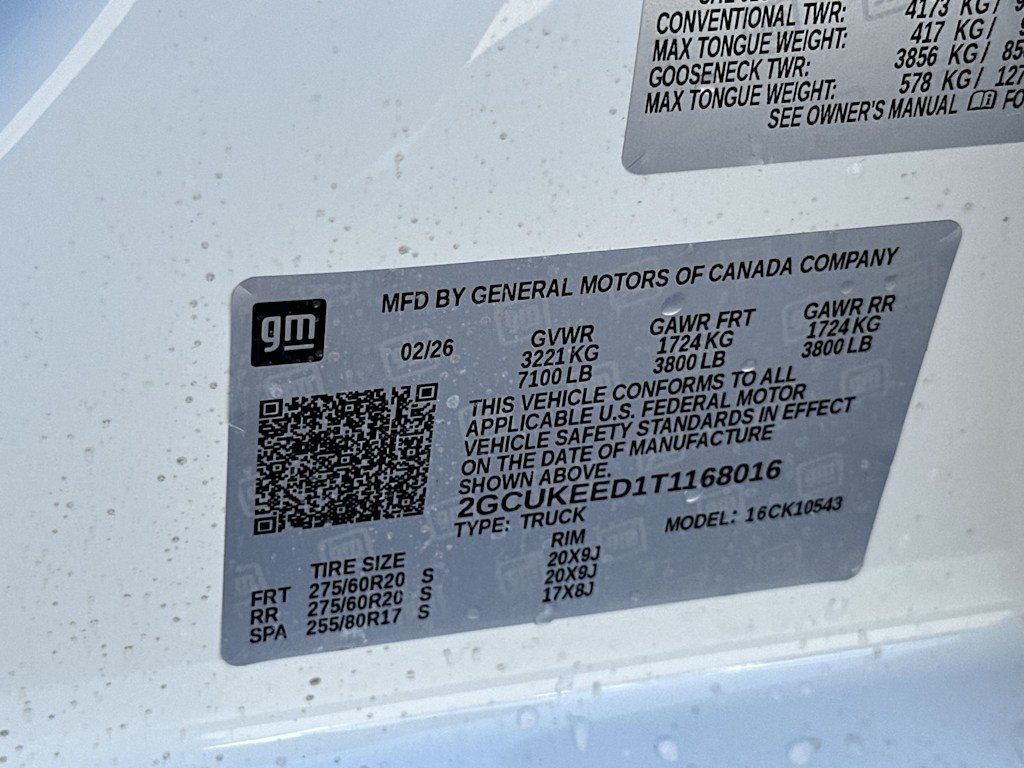 CONVENTIONAL TWR: 4173 KG/
MAX TONGUE WEIGHT: 417 KG/
GOOSENECK TWR: 3856 KG/
MAX TONGUE WEIGHT: 578 KG/
SEE OWNER'S MANUAL
gm
MFD BY GENERAL MOTORS OF CANADA COMPANY
02/26
GVWR
3221 KG
7100 LB
GAWR FRT
1724 KG
3800 LB
GAWR RR
1724 KG
3800 LB
THIS VEHICLE CONFORMS TO ALL
APPLICABLE U.S. FEDERAL MOTOR
VEHICLE SAFETY STANDARDS IN EFFECT
ON THE DATE OF MANUFACTURE
SHOWN ABOVE.
2GCUKEED1T1168016
TYPE: TRUCK MODEL: 16CK10543
TIRE SIZE RIM
FRT 275/60R20 S 20X9J
RR 275/60R20 S 20X9J
SPA 255/80R17 S 17X8J